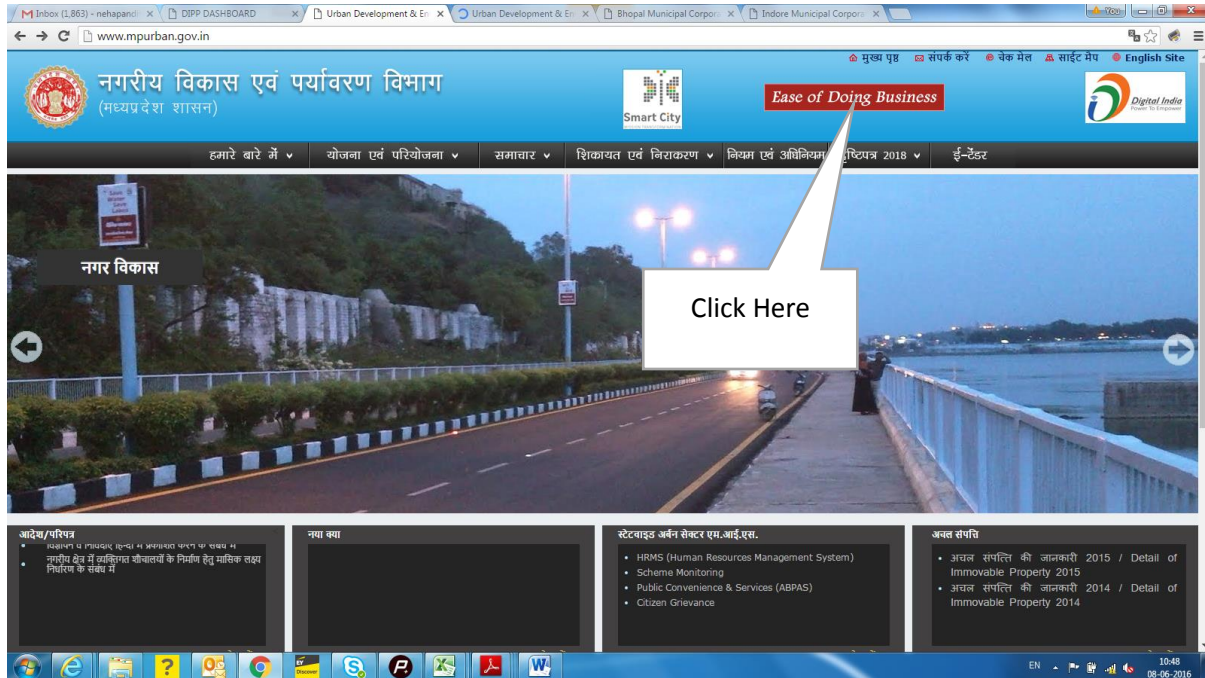 Inbox (1,863) - nehapandi
DIPP DASHBOARD
Urban Development & En
Urban Development & En
Bhopal Municipal Corpora
Indore Municipal Corpora
You
www.mpurban.gov.in
मुख्य पृष्ठ संपर्क करें चेक मेल साईट मैप English Site
नगरीय विकास एवं पर्यावरण विभाग
(मध्यप्रदेश शासन)
Smart City
Ease of Doing Business
Digital India
Power To Empower
हमारे बारे में योजना एवं परियोजना समाचार शिकायत एवं निराकरण नियम एवं अधिनियम 2018 ई-टेंडर
नगर विकास
Click Here
आदेश/परिपत्र
विज्ञापन व निविदाएं हिन्दी में प्रकाशित करने के संबंध में
नगरीय क्षेत्र में व्यक्तिगत शौचालयों के निर्माण हेतु मासिक लक्ष्य
निर्धारण के संबंध में
नया क्या
स्टेटवाइड अर्बन सेक्टर एम.आई.एस.
HRMS (Human Resources Management System)
Scheme Monitoring
Public Convenience & Services (ABPAS)
Citizen Grievance
अचल संपत्ति
अचल संपत्ति की जानकारी 2015 / Detail of
Immovable Property 2015
अचल संपत्ति की जानकारी 2014 / Detail of
Immovable Property 2014
EY
Discover
EN
10:48
08-06-2016